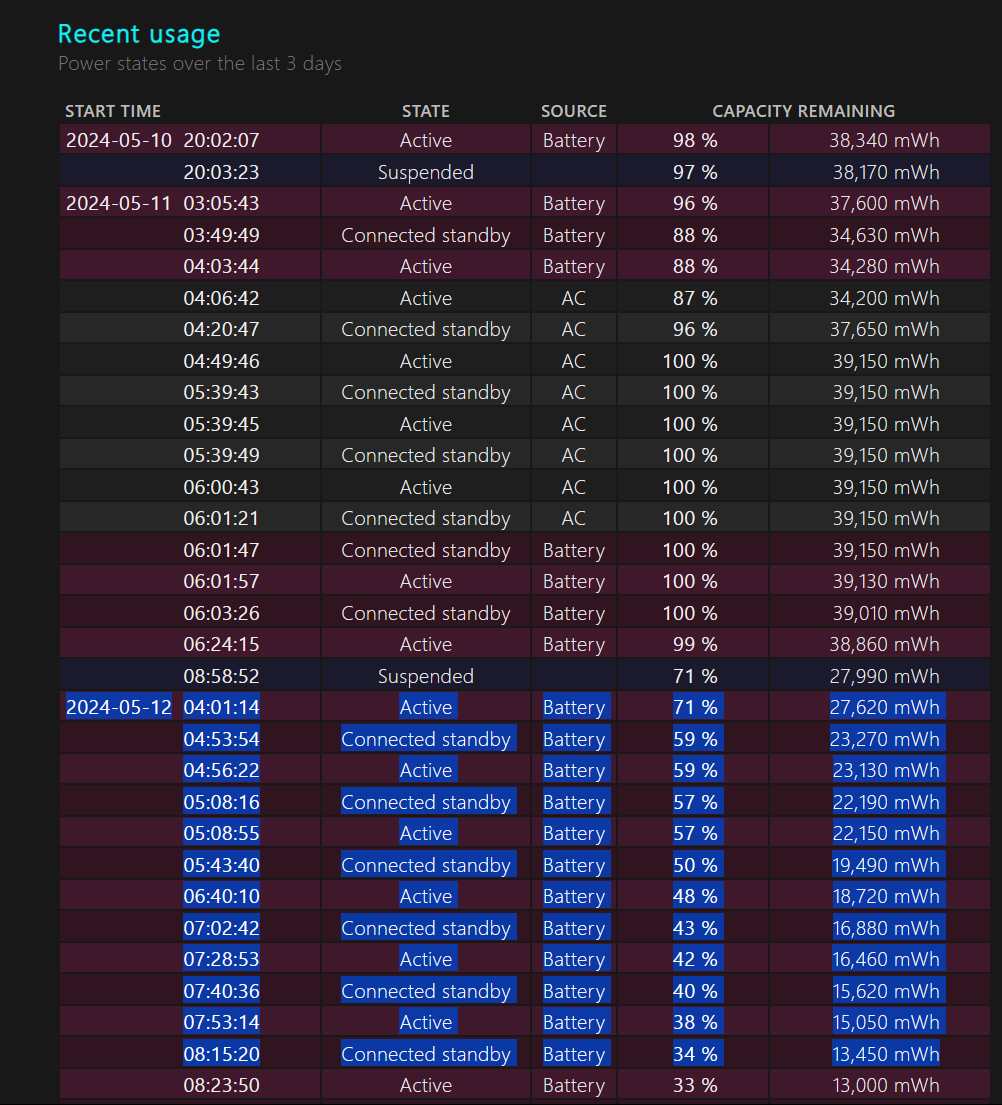 Recent usage
Power states over the last 3 days
START TIME STATE SOURCE CAPACITY REMAINING
2024-05-10 20:02:07 Active Battery 98 % 38,340 mWh
20:03:23 Suspended 97 % 38,170 mWh
2024-05-11 03:05:43 Active Battery 96 % 37,600 mWh
03:49:49 Connected standby Battery 88 % 34,630 mWh
04:03:44 Active Battery 88 % 34,280 mWh
04:06:42 Active AC 87 % 34,200 mWh
04:20:47 Connected standby AC 96 % 37,650 mWh
04:49:46 Active AC 100 % 39,150 mWh
05:39:43 Connected standby AC 100 % 39,150 mWh
05:39:45 Active AC 100 % 39,150 mWh
05:39:49 Connected standby AC 100 % 39,150 mWh
06:00:43 Active AC 100 % 39,150 mWh
06:01:21 Connected standby AC 100 % 39,150 mWh
06:01:47 Connected standby Battery 100 % 39,150 mWh
06:01:57 Active Battery 100 % 39,130 mWh
06:03:26 Connected standby Battery 100 % 39,010 mWh
06:24:15 Active Battery 99 % 38,860 mWh
08:58:52 Suspended 71 % 27,990 mWh
2024-05-12 04:01:14 Active Battery 71 % 27,620 mWh
04:53:54 Connected standby Battery 59 % 23,270 mWh
04:56:22 Active Battery 59 % 23,130 mWh
05:08:16 Connected standby Battery 57 % 22,190 mWh
05:08:55 Active Battery 57 % 22,150 mWh
05:43:40 Connected standby Battery 50 % 19,490 mWh
06:40:10 Active Battery 48 % 18,720 mWh
07:02:42 Connected standby Battery 43 % 16,880 mWh
07:28:53 Active Battery 42 % 16,460 mWh
07:40:36 Connected standby Battery 40 % 15,620 mWh
07:53:14 Active Battery 38 % 15,050 mWh
08:15:20 Connected standby Battery 34 % 13,450 mWh
08:23:50 Active Battery 33 % 13,000 mWh